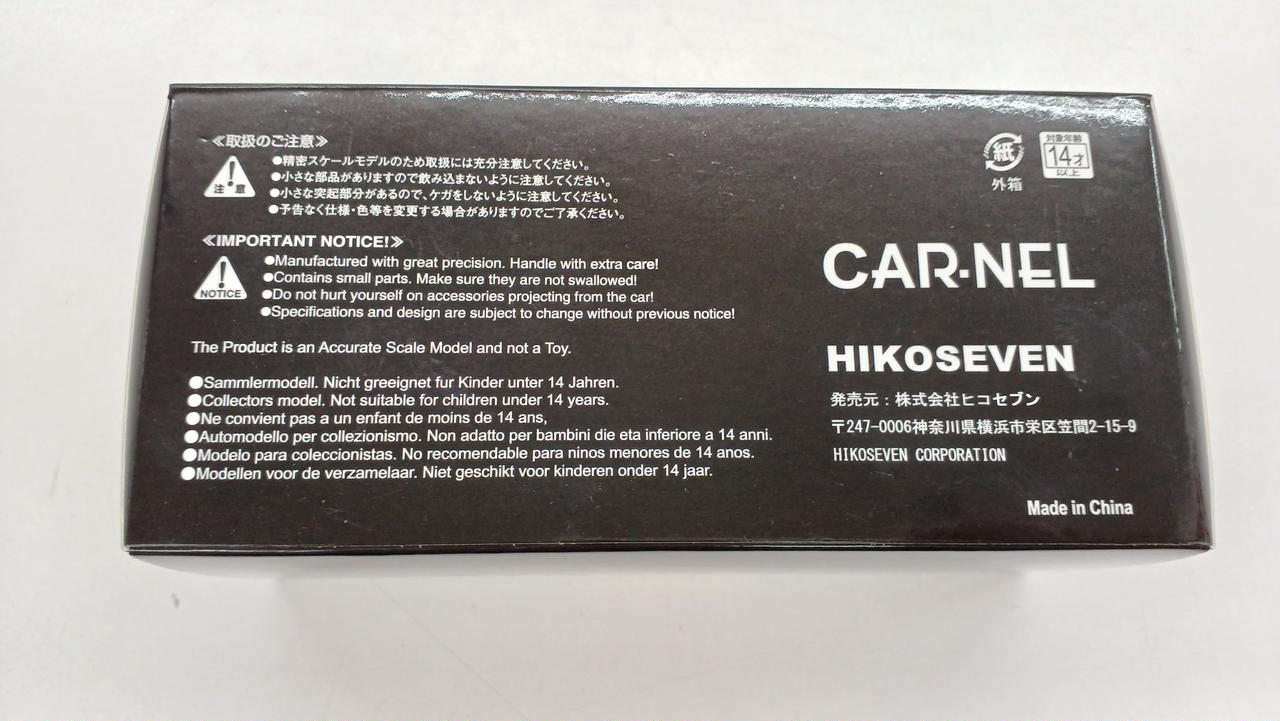 ≪取扱のご注意≫
注 意
●精密スケールモデルのため取扱には充分注意してください。
●小さな部品がありますので飲み込まないように注意してください。
●小さな突起部分があるので、ケガをしないように注意してください。
●予告なく仕様・色等を変更する場合がありますのでご了承ください。
≪IMPORTANT NOTICE!≫
NOTICE
●Manufactured with great precision. Handle with extra care!
●Contains small parts. Make sure they are not swallowed!
●Do not hurt yourself on accessories projecting from the car!
●Specifications and design are subject to change without previous notice!
The Product is an Accurate Scale Model and not a Toy.
●Sammlermodell. Nicht greeignet fur Kinder unter 14 Jahren.
●Collectors model. Not suitable for children under 14 years.
●Ne convient pas a un enfant de moins de 14 ans,
●Automodello per collezionismo. Non adatto per bambini die eta inferiore a 14 anni.
●Modelo para coleccionistas. No recomendable para ninos menores de 14 anos.
●Modellen voor de verzamelaar. Niet geschikt voor kinderen onder 14 jaar.
紙
外箱
対象年齢
14才
以上
CAR·NEL
HIKOSEVEN
発売元：株式会社ヒコセブン
〒247-0006神奈川県横浜市栄区笠間2-15-9
HIKOSEVEN CORPORATION
Made in China